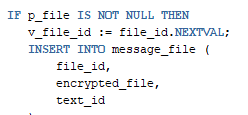 IF p_file IS NOT NULL THEN
v_file_id := file_id.NEXTVAL;
INSERT INTO message_file (
file_id,
encrypted_file,
text_id